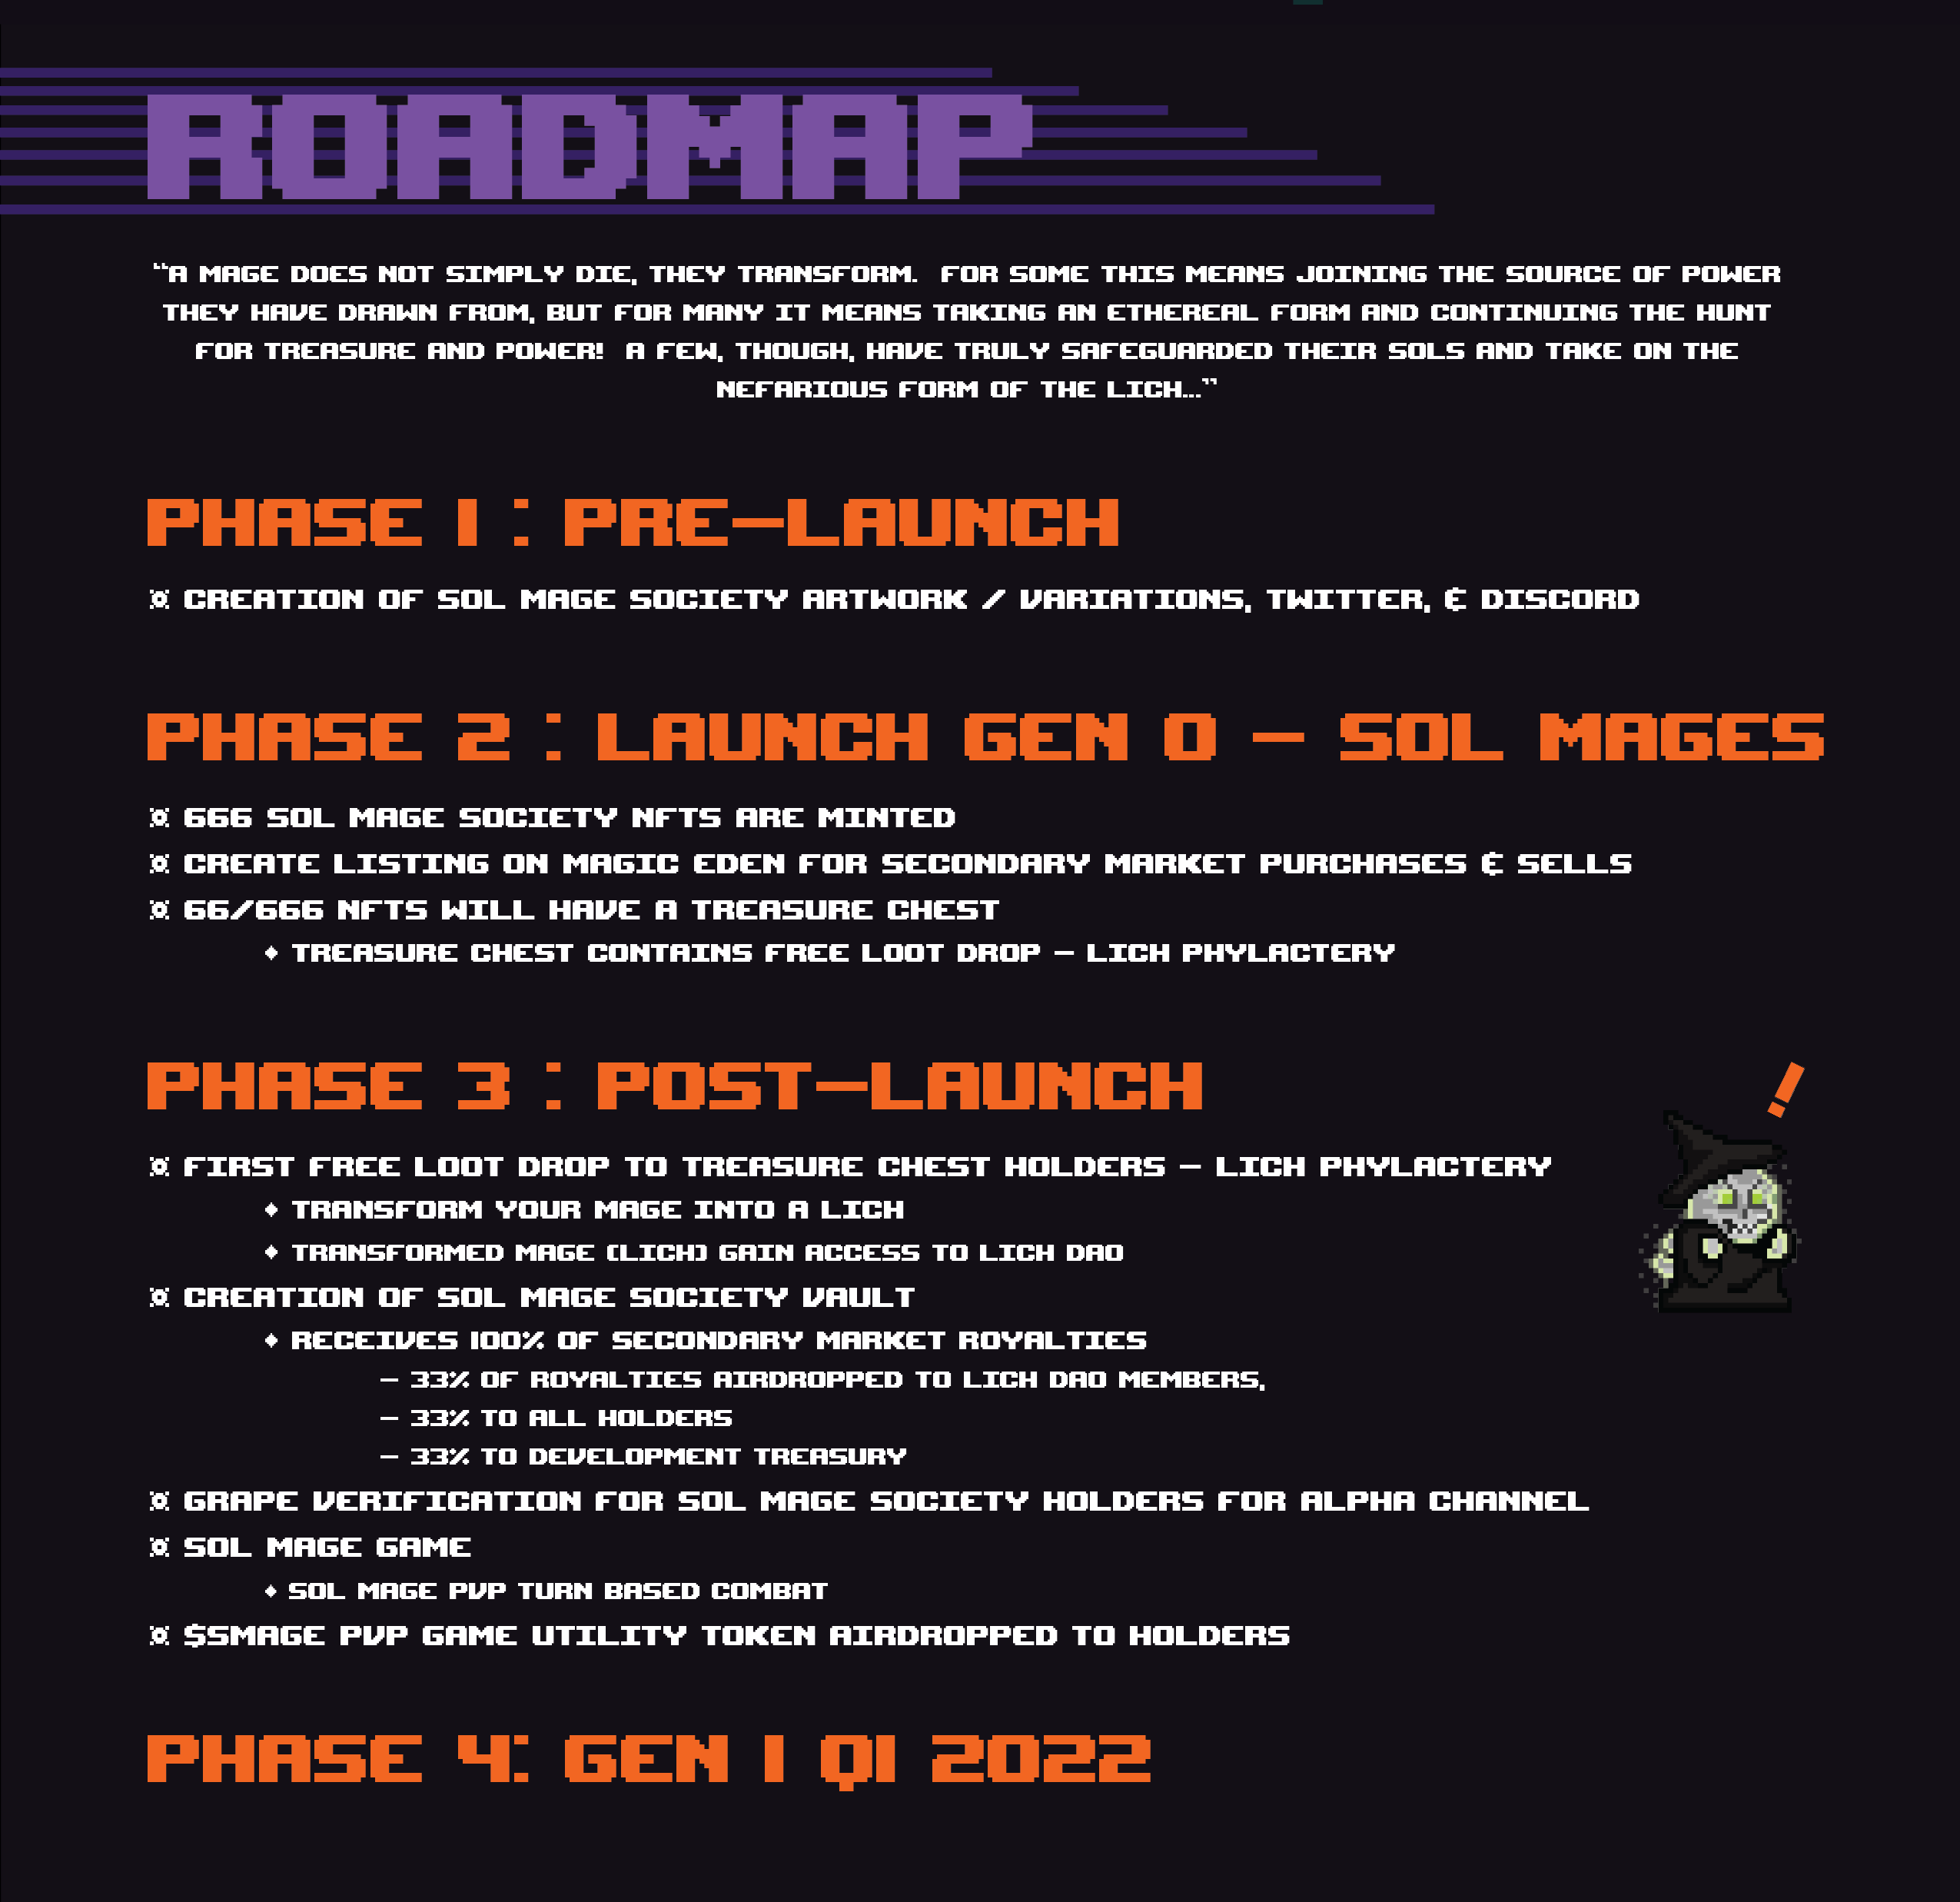 ROADMAP
“A MAGE DOES NOT SIMPLY DIE, THEY TRANSFORM. FOR SOME THIS MEANS JOINING THE SOURCE OF POWER
THEY HAVE DRAWN FROM, BUT FOR MANY IT MEANS TAKING AN ETHEREAL FORM AND CONTINUING THE HUNT
FOR TREASURE AND POWER! A FEW, THOUGH, HAVE TRULY SAFEGUARDED THEIR SOLS AND TAKE ON THE
NEFARIOUS FORM OF THE LICH...”
PHASE 1 : PRE-LAUNCH
¤ CREATION OF SOL MAGE SOCIETY ARTWORK / VARIATIONS, TWITTER, & DISCORD
PHASE 2 : LAUNCH GEN 0 - SOL MAGES
¤ 666 SOL MAGE SOCIETY NFTS ARE MINTED
¤ CREATE LISTING ON MAGIC EDEN FOR SECONDARY MARKET PURCHASES & SELLS
¤ 66/666 NFTS WILL HAVE A TREASURE CHEST
♦ TREASURE CHEST CONTAINS FREE LOOT DROP - LICH PHYLACTERY
PHASE 3 : POST-LAUNCH
!
¤ FIRST FREE LOOT DROP TO TREASURE CHEST HOLDERS - LICH PHYLACTERY
♦ TRANSFORM YOUR MAGE INTO A LICH
♦ TRANSFORMED MAGE (LICH) GAIN ACCESS TO LICH DAO
¤ CREATION OF SOL MAGE SOCIETY VAULT
♦ RECEIVES 100% OF SECONDARY MARKET ROYALTIES
- 33% OF ROYALTIES AIRDROPPED TO LICH DAO MEMBERS,
- 33% TO ALL HOLDERS
- 33% TO DEVELOPMENT TREASURY
¤ GRAPE VERIFICATION FOR SOL MAGE SOCIETY HOLDERS FOR ALPHA CHANNEL
¤ SOL MAGE GAME
♦ SOL MAGE PVP TURN BASED COMBAT
¤ $SMAGE PVP GAME UTILITY TOKEN AIRDROPPED TO HOLDERS
PHASE 4: GEN 1 Q1 2022